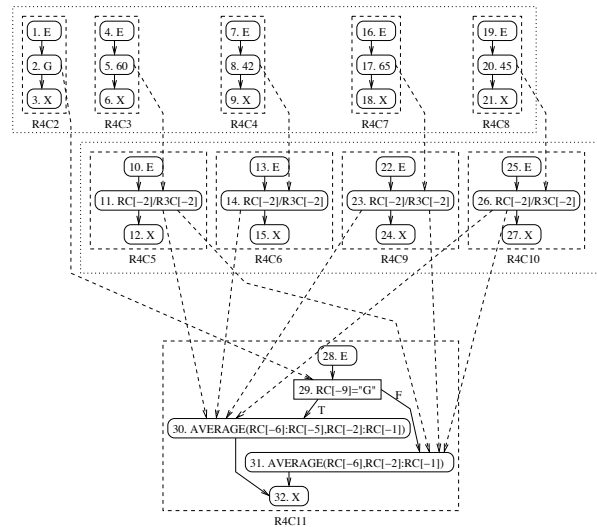 1. E
4. E
7. E
16. E
19. E
2. G
5. 60
8. 42
17. 65
20. 45
3. X
6. X
9. X
18. X
21. X
R4C2
R4C3
R4C4
R4C7
R4C8
10. E
13. E
22. E
25. E
11. RC[−2]/R3C[−2]
14. RC[−2]/R3C[−2]
23. RC[−2]/R3C[−2]
26. RC[−2]/R3C[−2]
12. X
15. X
24. X
27. X
R4C5
R4C6
R4C9
R4C10
28. E
29. RC[−9]="G"
F
T
30. AVERAGE(RC[−6]:RC[−5],RC[−2]:RC[−1])
31. AVERAGE(RC[−6],RC[−2]:RC[−1])
32. X
R4C11